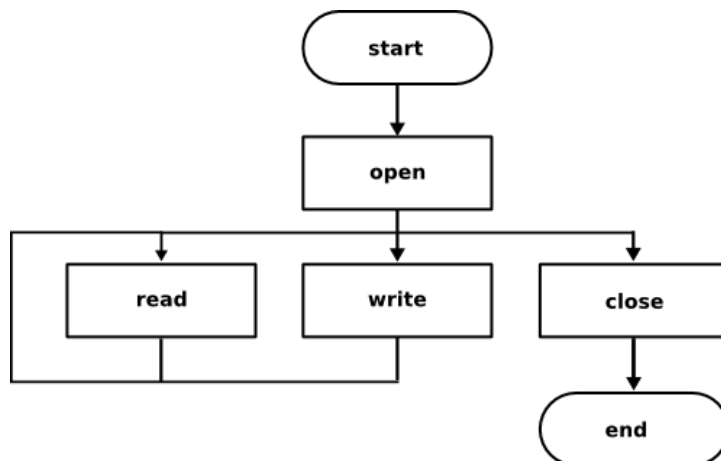 start
open
read
write
close
end